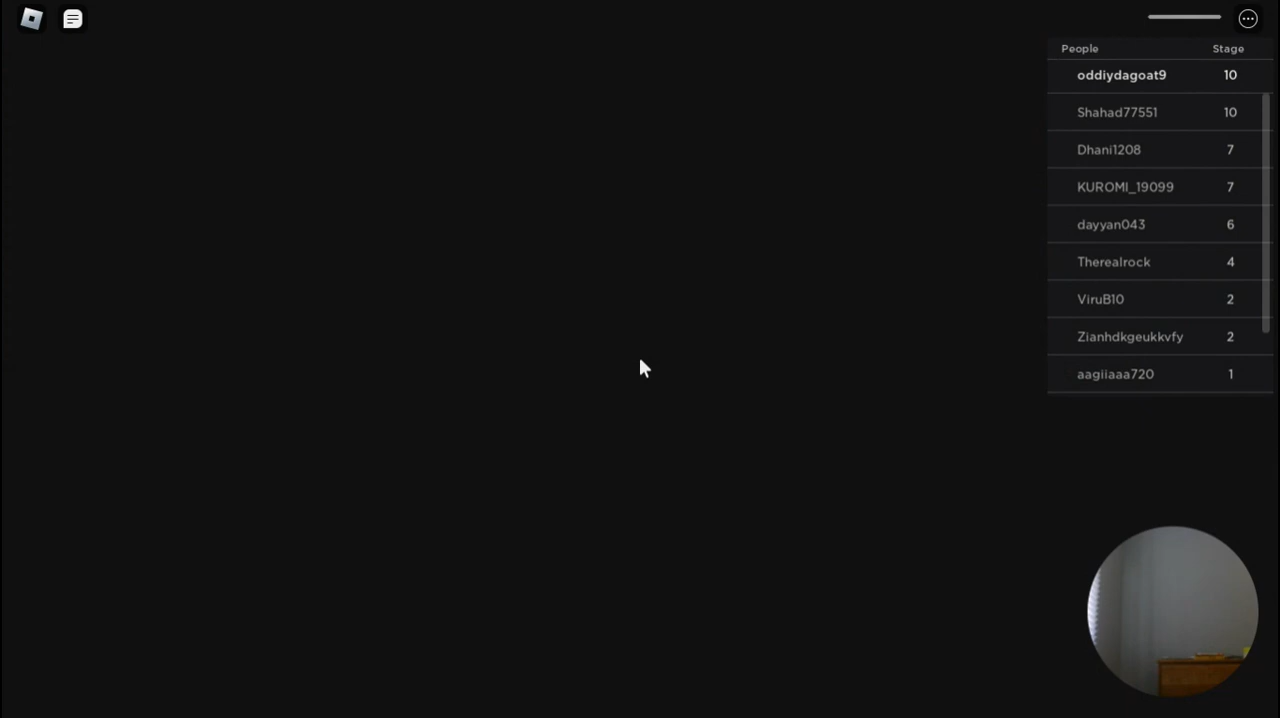 People Stage
oddiydagoat9 10
Shahad77551 10
Dhani1208 7
KUROMI_19099 7
dayyan043 6
Therealrock 4
ViruB10 2
Zianhdkgeukkvfy 2
aagiiaaa720 1